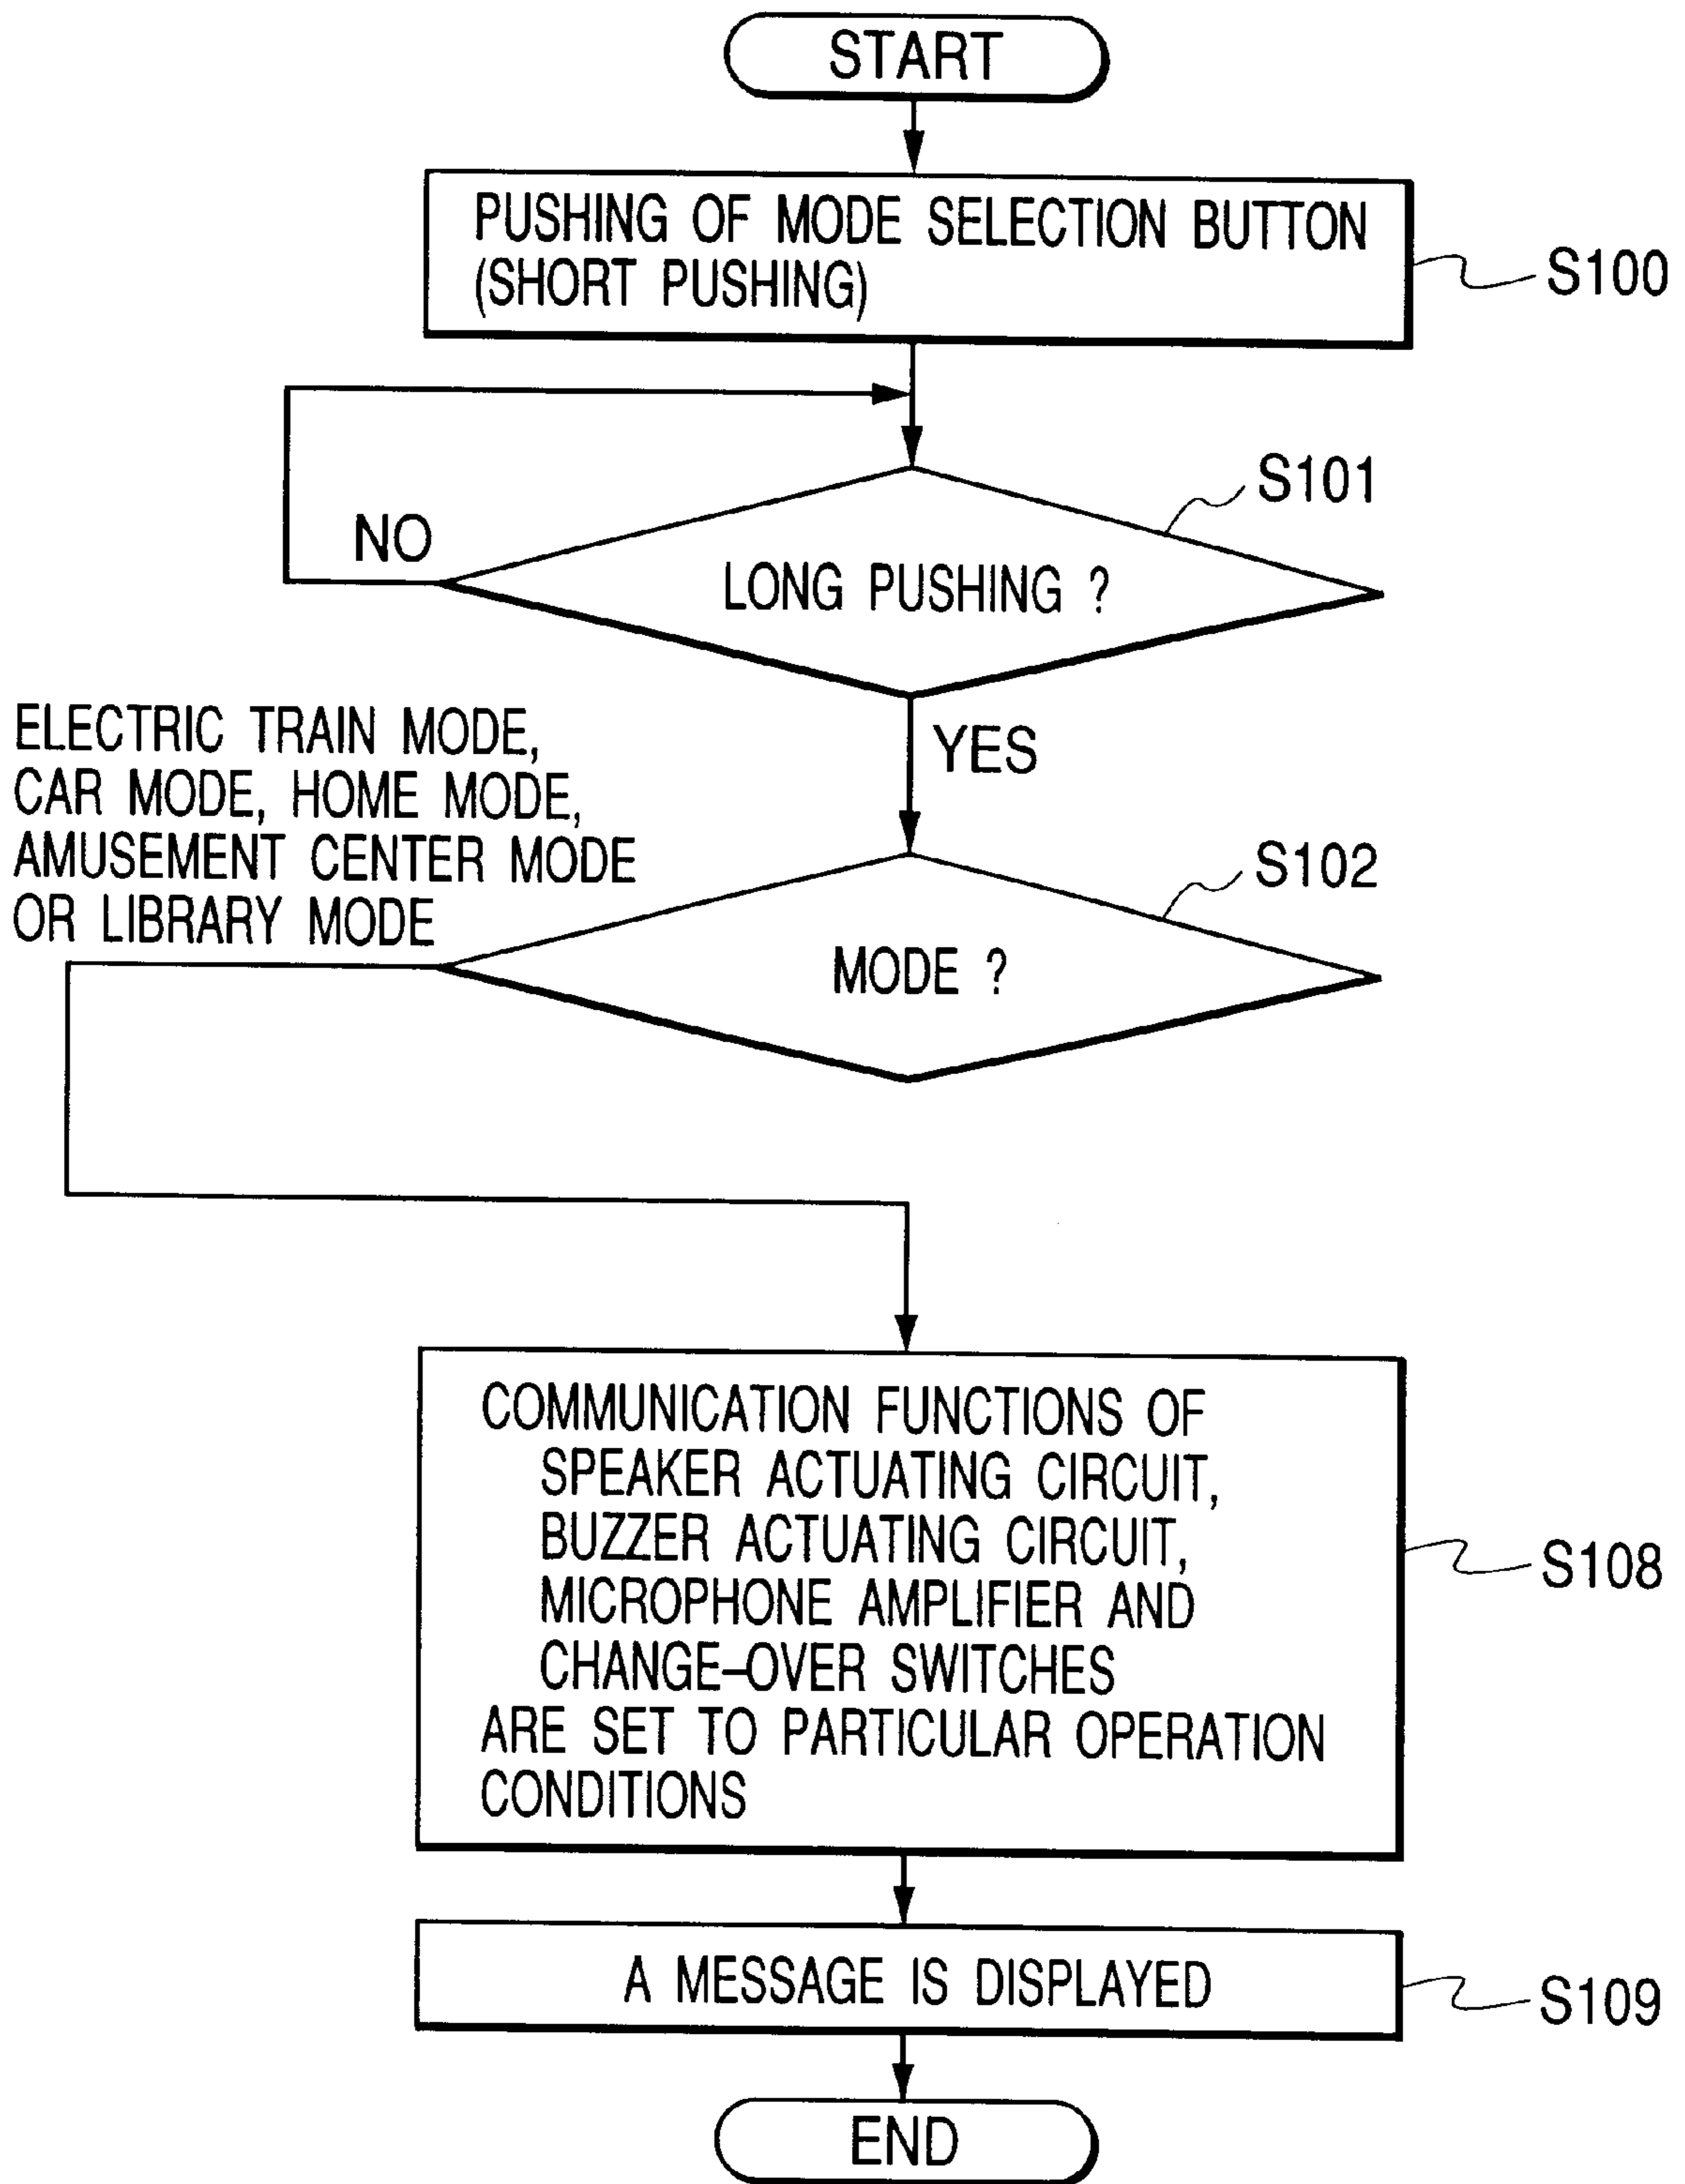 START
PUSHING OF MODE SELECTION BUTTON
(SHORT PUSHING)
S100
S101
NO
LONG PUSHING ?
YES
ELECTRIC TRAIN MODE,
CAR MODE, HOME MODE,
AMUSEMENT CENTER MODE
OR LIBRARY MODE
S102
MODE ?
COMMUNICATION FUNCTIONS OF
SPEAKER ACTUATING CIRCUIT,
BUZZER ACTUATING CIRCUIT,
MICROPHONE AMPLIFIER AND
CHANGE–OVER SWITCHES
ARE SET TO PARTICULAR OPERATION
CONDITIONS
S108
A MESSAGE IS DISPLAYED
S109
END